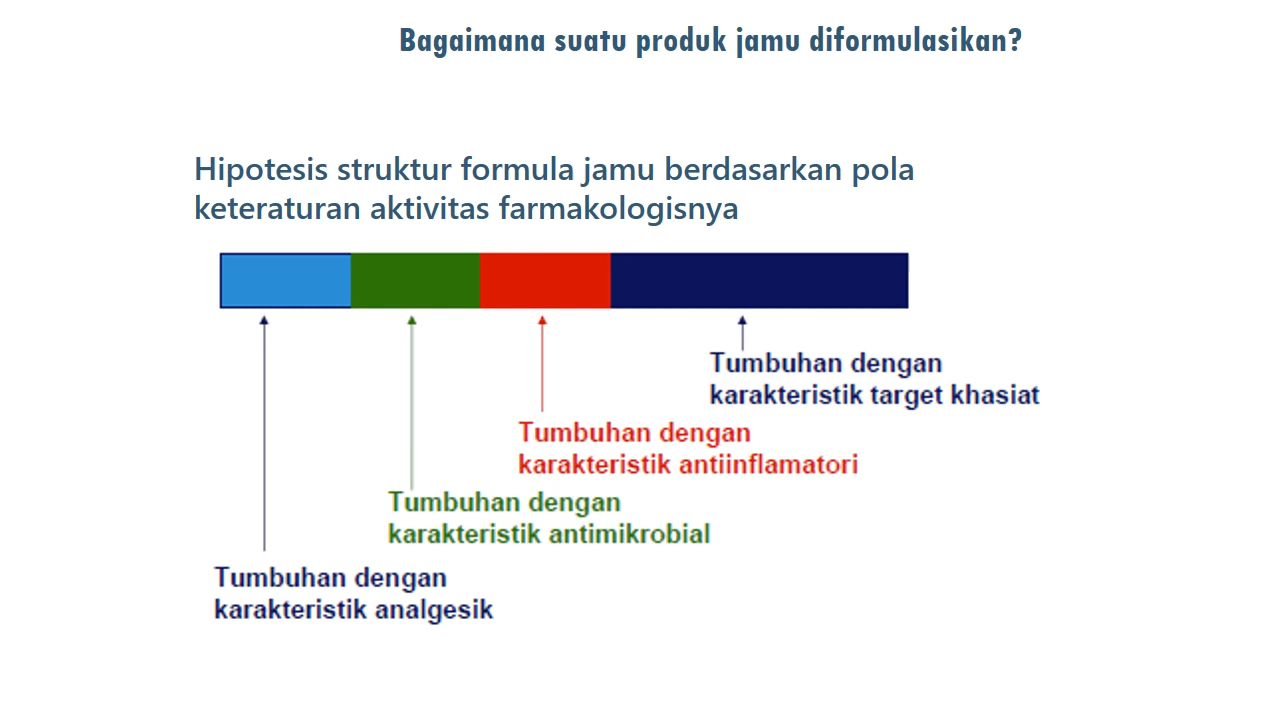 Bagaimana suatu produk jamu diformulasikan?
Hipotesis struktur formula jamu berdasarkan pola
keteraturan aktivitas farmakologisnya
Tumbuhan dengan
karakteristik target khasiat
Tumbuhan dengan
karakteristik antiinflamatori
Tumbuhan dengan
karakteristik antimikrobial
Tumbuhan dengan
karakteristik analgesik